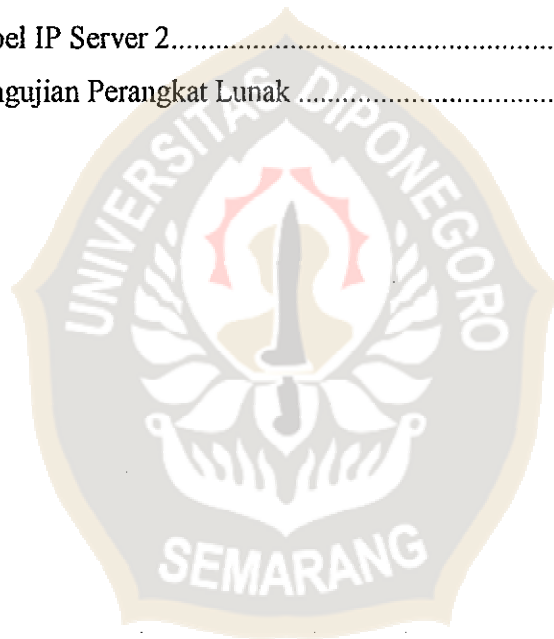 bel IP Server 2..........................................................
ngujian Perangkat Lunak ........................................
UNIVERSITAS DIPONEGORO
SEMARANG